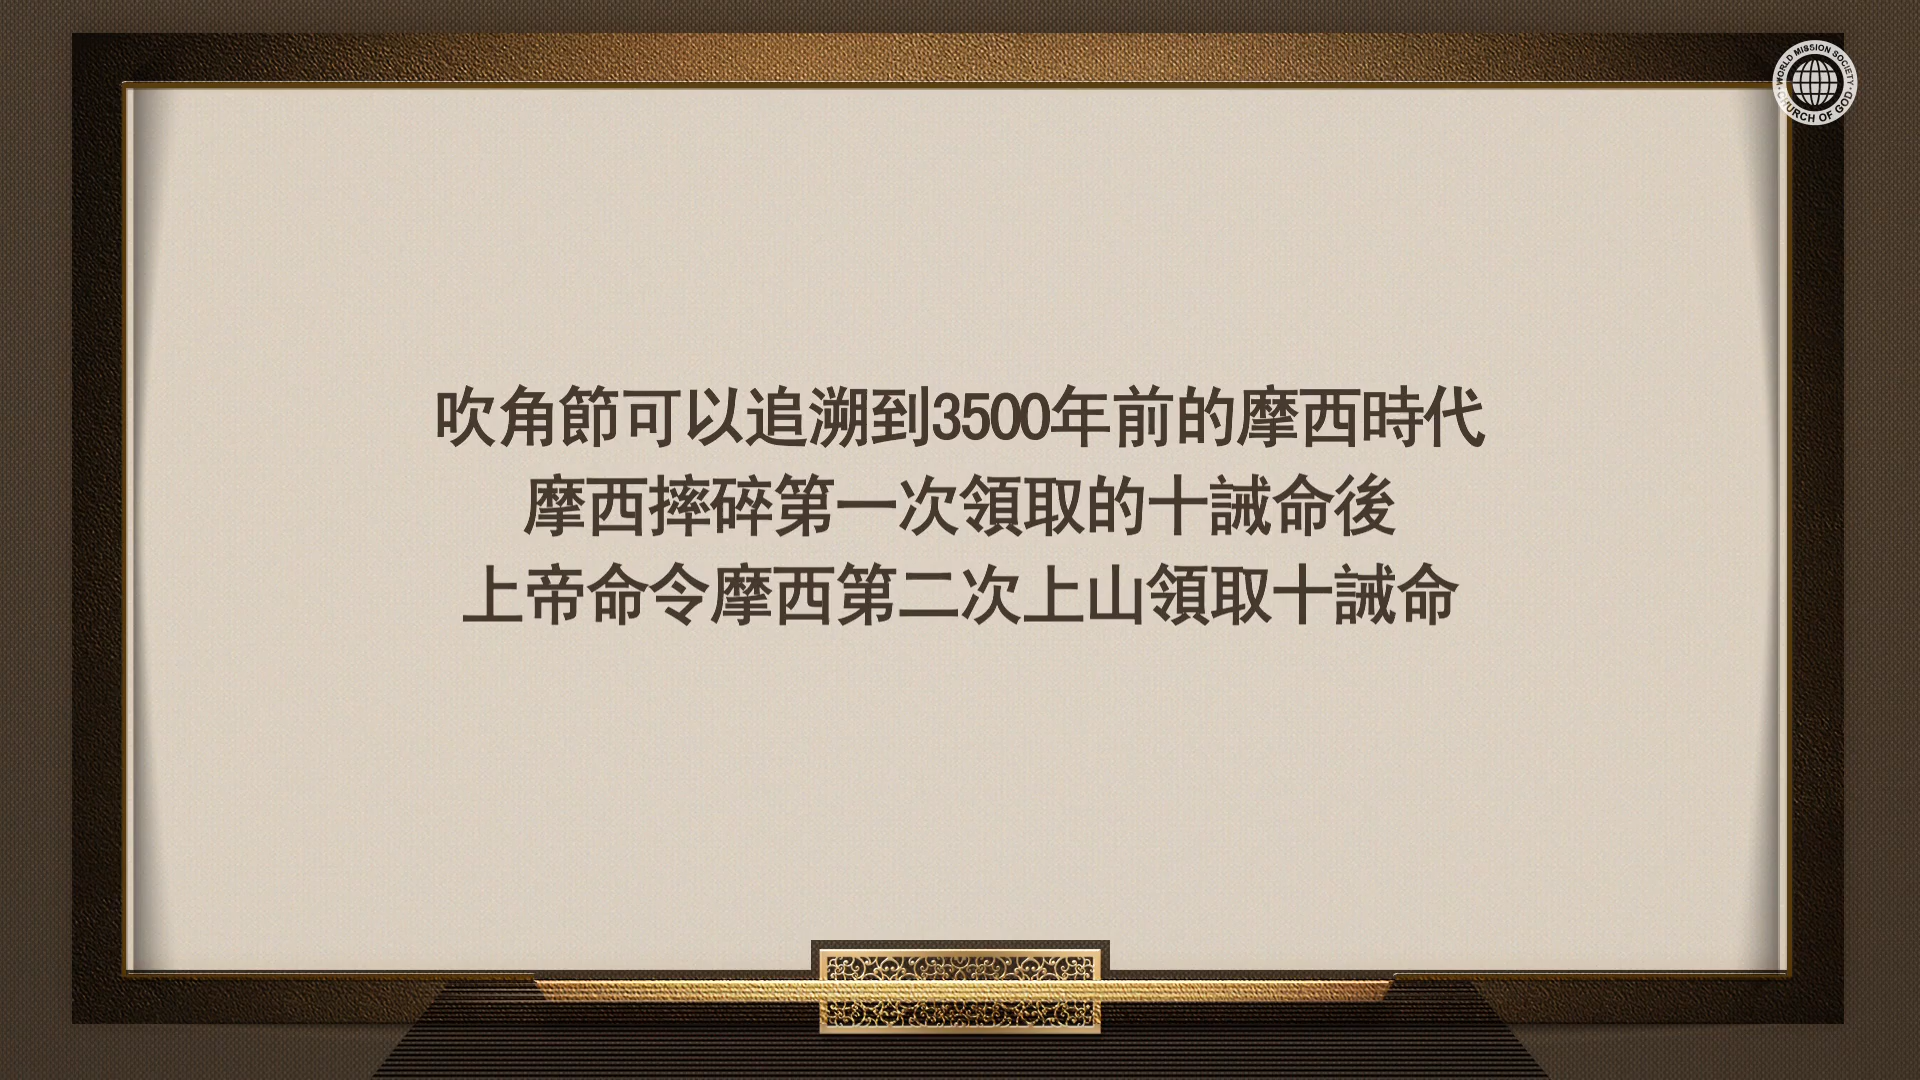 WORLD MISSION SOCIETY
CHURCH OF GOD
吹角節可以追溯到3500年前的摩西時代
摩西摔碎第一次領取的十誡命後
上帝命令摩西第二次上山領取十誡命